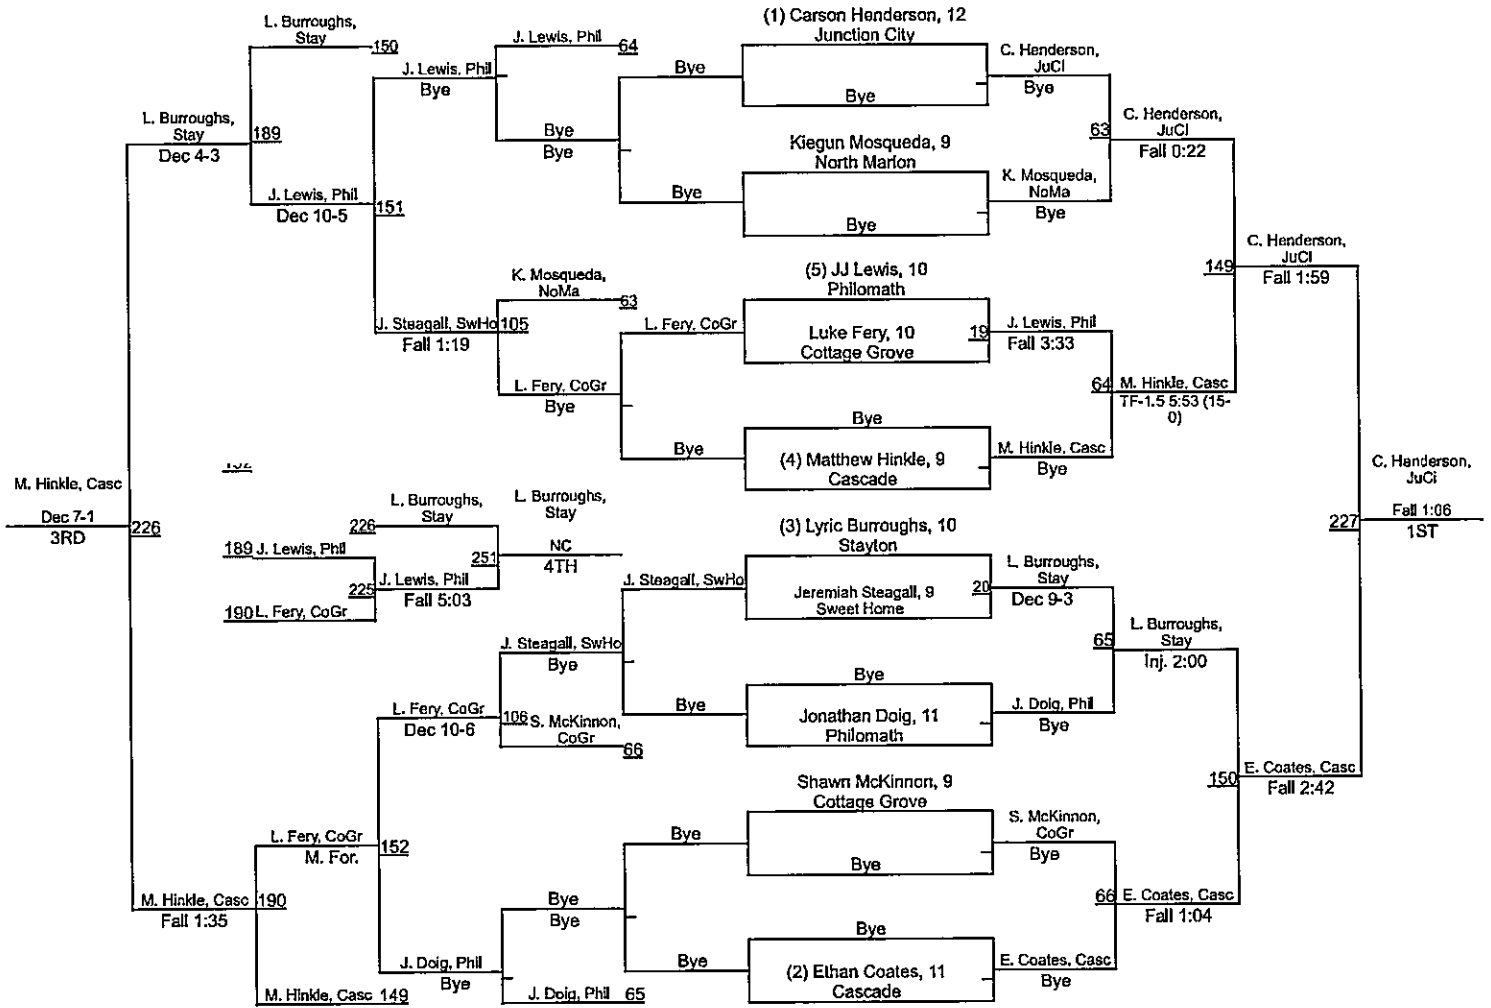 L. Burroughs,
Stay
150
J. Lewis, Phil
64
(1) Carson Henderson, 12
Junction City
J. Lewis, Phil
Bye
Bye
C. Henderson,
JuCi
Bye
Bye
L. Burroughs,
Stay
Dec 4-3
189
Bye
Bye
Kiegun Mosqueda, 9
North Marion
63
C. Henderson,
JuCi
Fall 0:22
J. Lewis, Phil
Dec 10-5
151
Bye
K. Mosqueda,
NoMa
Bye
Bye
K. Mosqueda,
NoMa
63
(5) JJ Lewis, 10
Philomath
149
C. Henderson,
JuCi
Fall 1:59
J. Steagall, SwHo
105
Fall 1:19
L. Fery, CoGr
Luke Fery, 10
Cottage Grove
19
J. Lewis, Phil
Fall 3:33
L. Fery, CoGr
Bye
64
M. Hinkle, Casc
TF-1.5 5:53 (15-
0)
Bye
Bye
(4) Matthew Hinkle, 9
Cascade
M. Hinkle, Casc
Bye
M. Hinkle, Casc
Dec 7-1
3RD
226
L. Burroughs,
Stay
226
L. Burroughs,
Stay
NC
4TH
251
(3) Lyric Burroughs, 10
Stayton
227
C. Henderson,
JuCi
Fall 1:06
1ST
189 J. Lewis, Phil
225
J. Lewis, Phil
Fall 5:03
190 L. Fery, CoGr
J. Steagall, SwHo
Jeremiah Steagall, 9
Sweet Home
20
L. Burroughs,
Stay
Dec 9-3
J. Steagall, SwHo
Bye
65
L. Burroughs,
Stay
Inj. 2:00
Bye
L. Fery, CoGr
Dec 10-6
106
S. McKinnon,
CoGr
66
Bye
Jonathan Doig, 11
Philomath
J. Doig, Phil
Bye
Shawn McKinnon, 9
Cottage Grove
150
E. Coates, Casc
Fall 2:42
L. Fery, CoGr
M. For.
152
Bye
S. McKinnon,
CoGr
Bye
Bye
M. Hinkle, Casc
Fall 1:35
190
Bye
Bye
66
E. Coates, Casc
Fall 1:04
Bye
J. Doig, Phil
Bye
Bye
(2) Ethan Coates, 11
Cascade
E. Coates, Casc
Bye
M. Hinkle, Casc 149
J. Doig, Phil 65